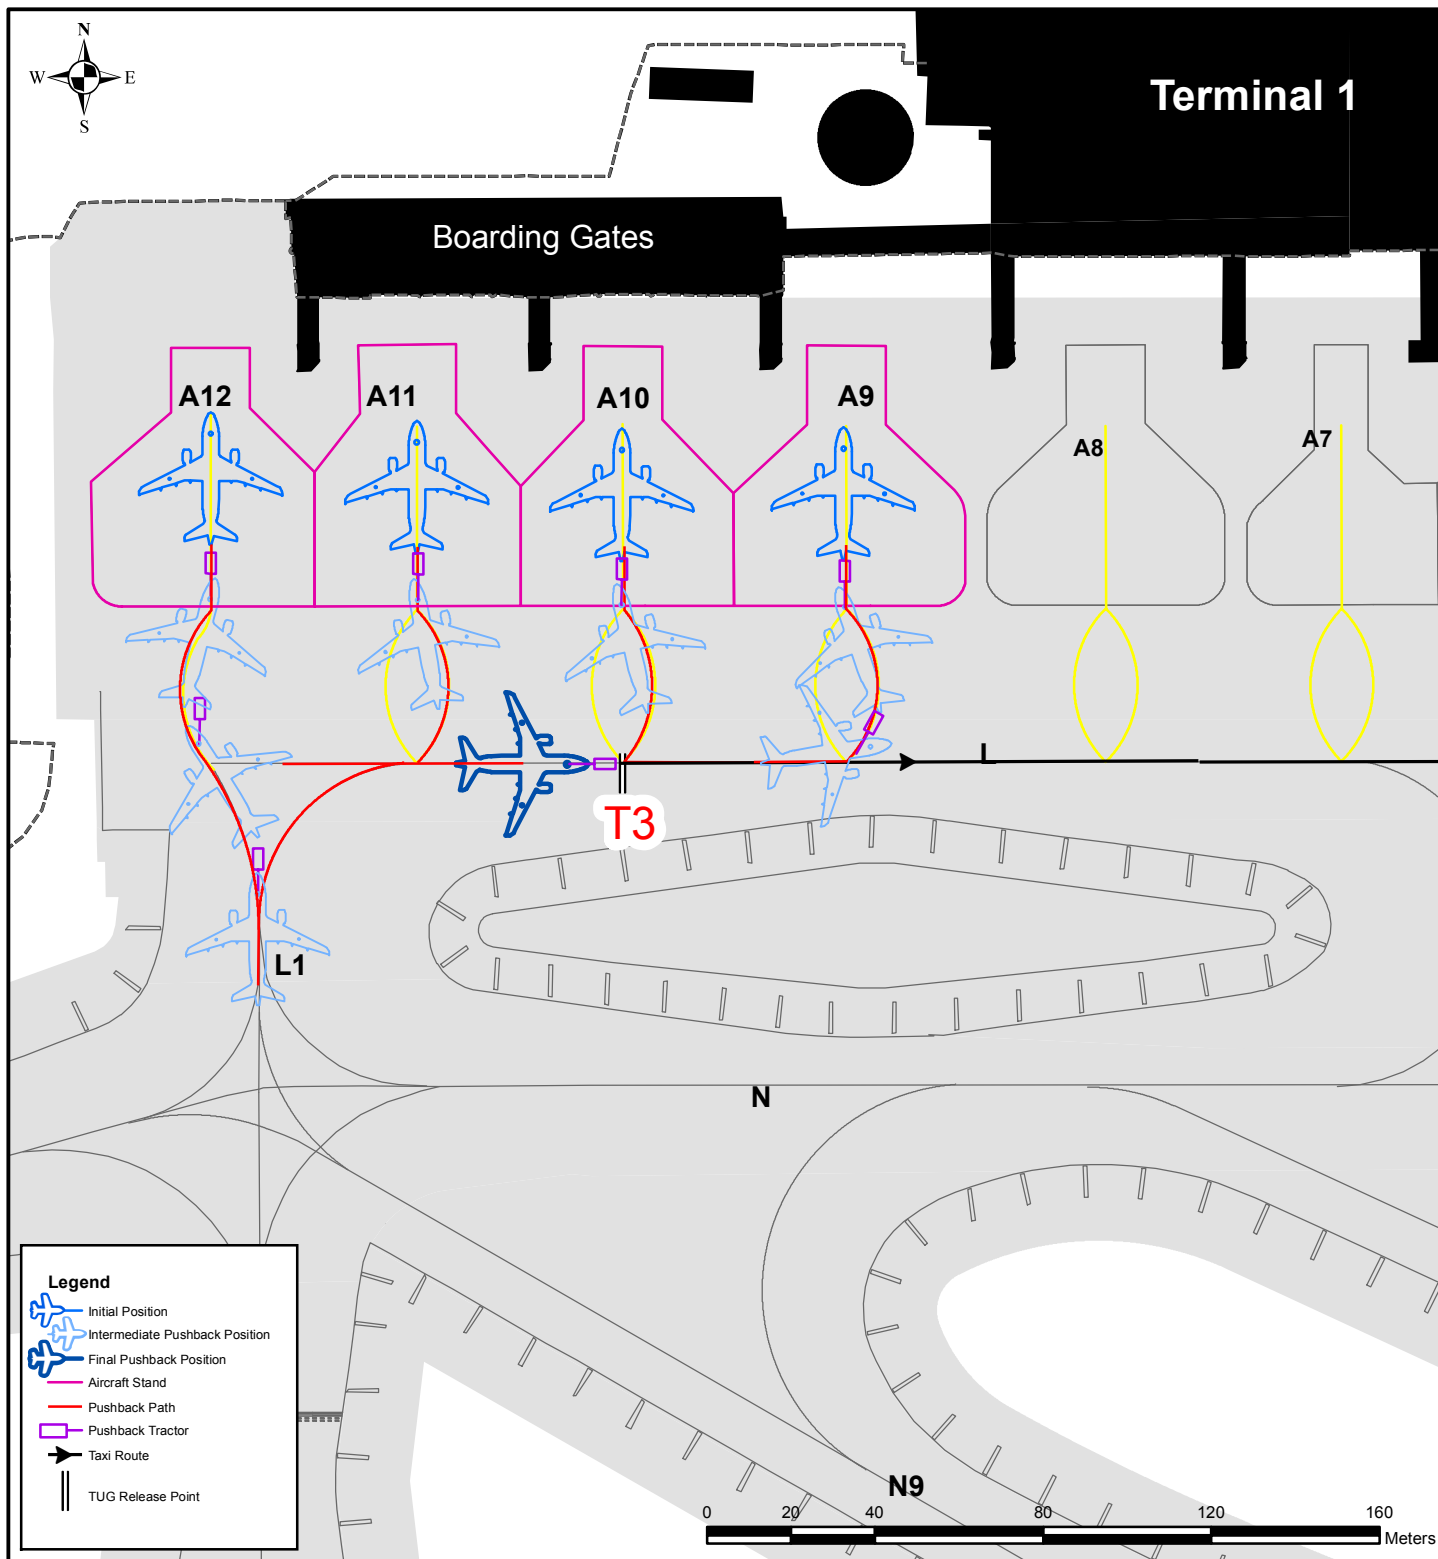 N
W E
S
Terminal 1
Boarding Gates
A12 A11 A10 A9 A8 A7
L
T3
L1
N
Legend
Initial Position
Intermediate Pushback Position
Final Pushback Position
Aircraft Stand
Pushback Path
Pushback Tractor
Taxi Route
TUG Release Point
N9
0 20 40 80 120 160
Meters